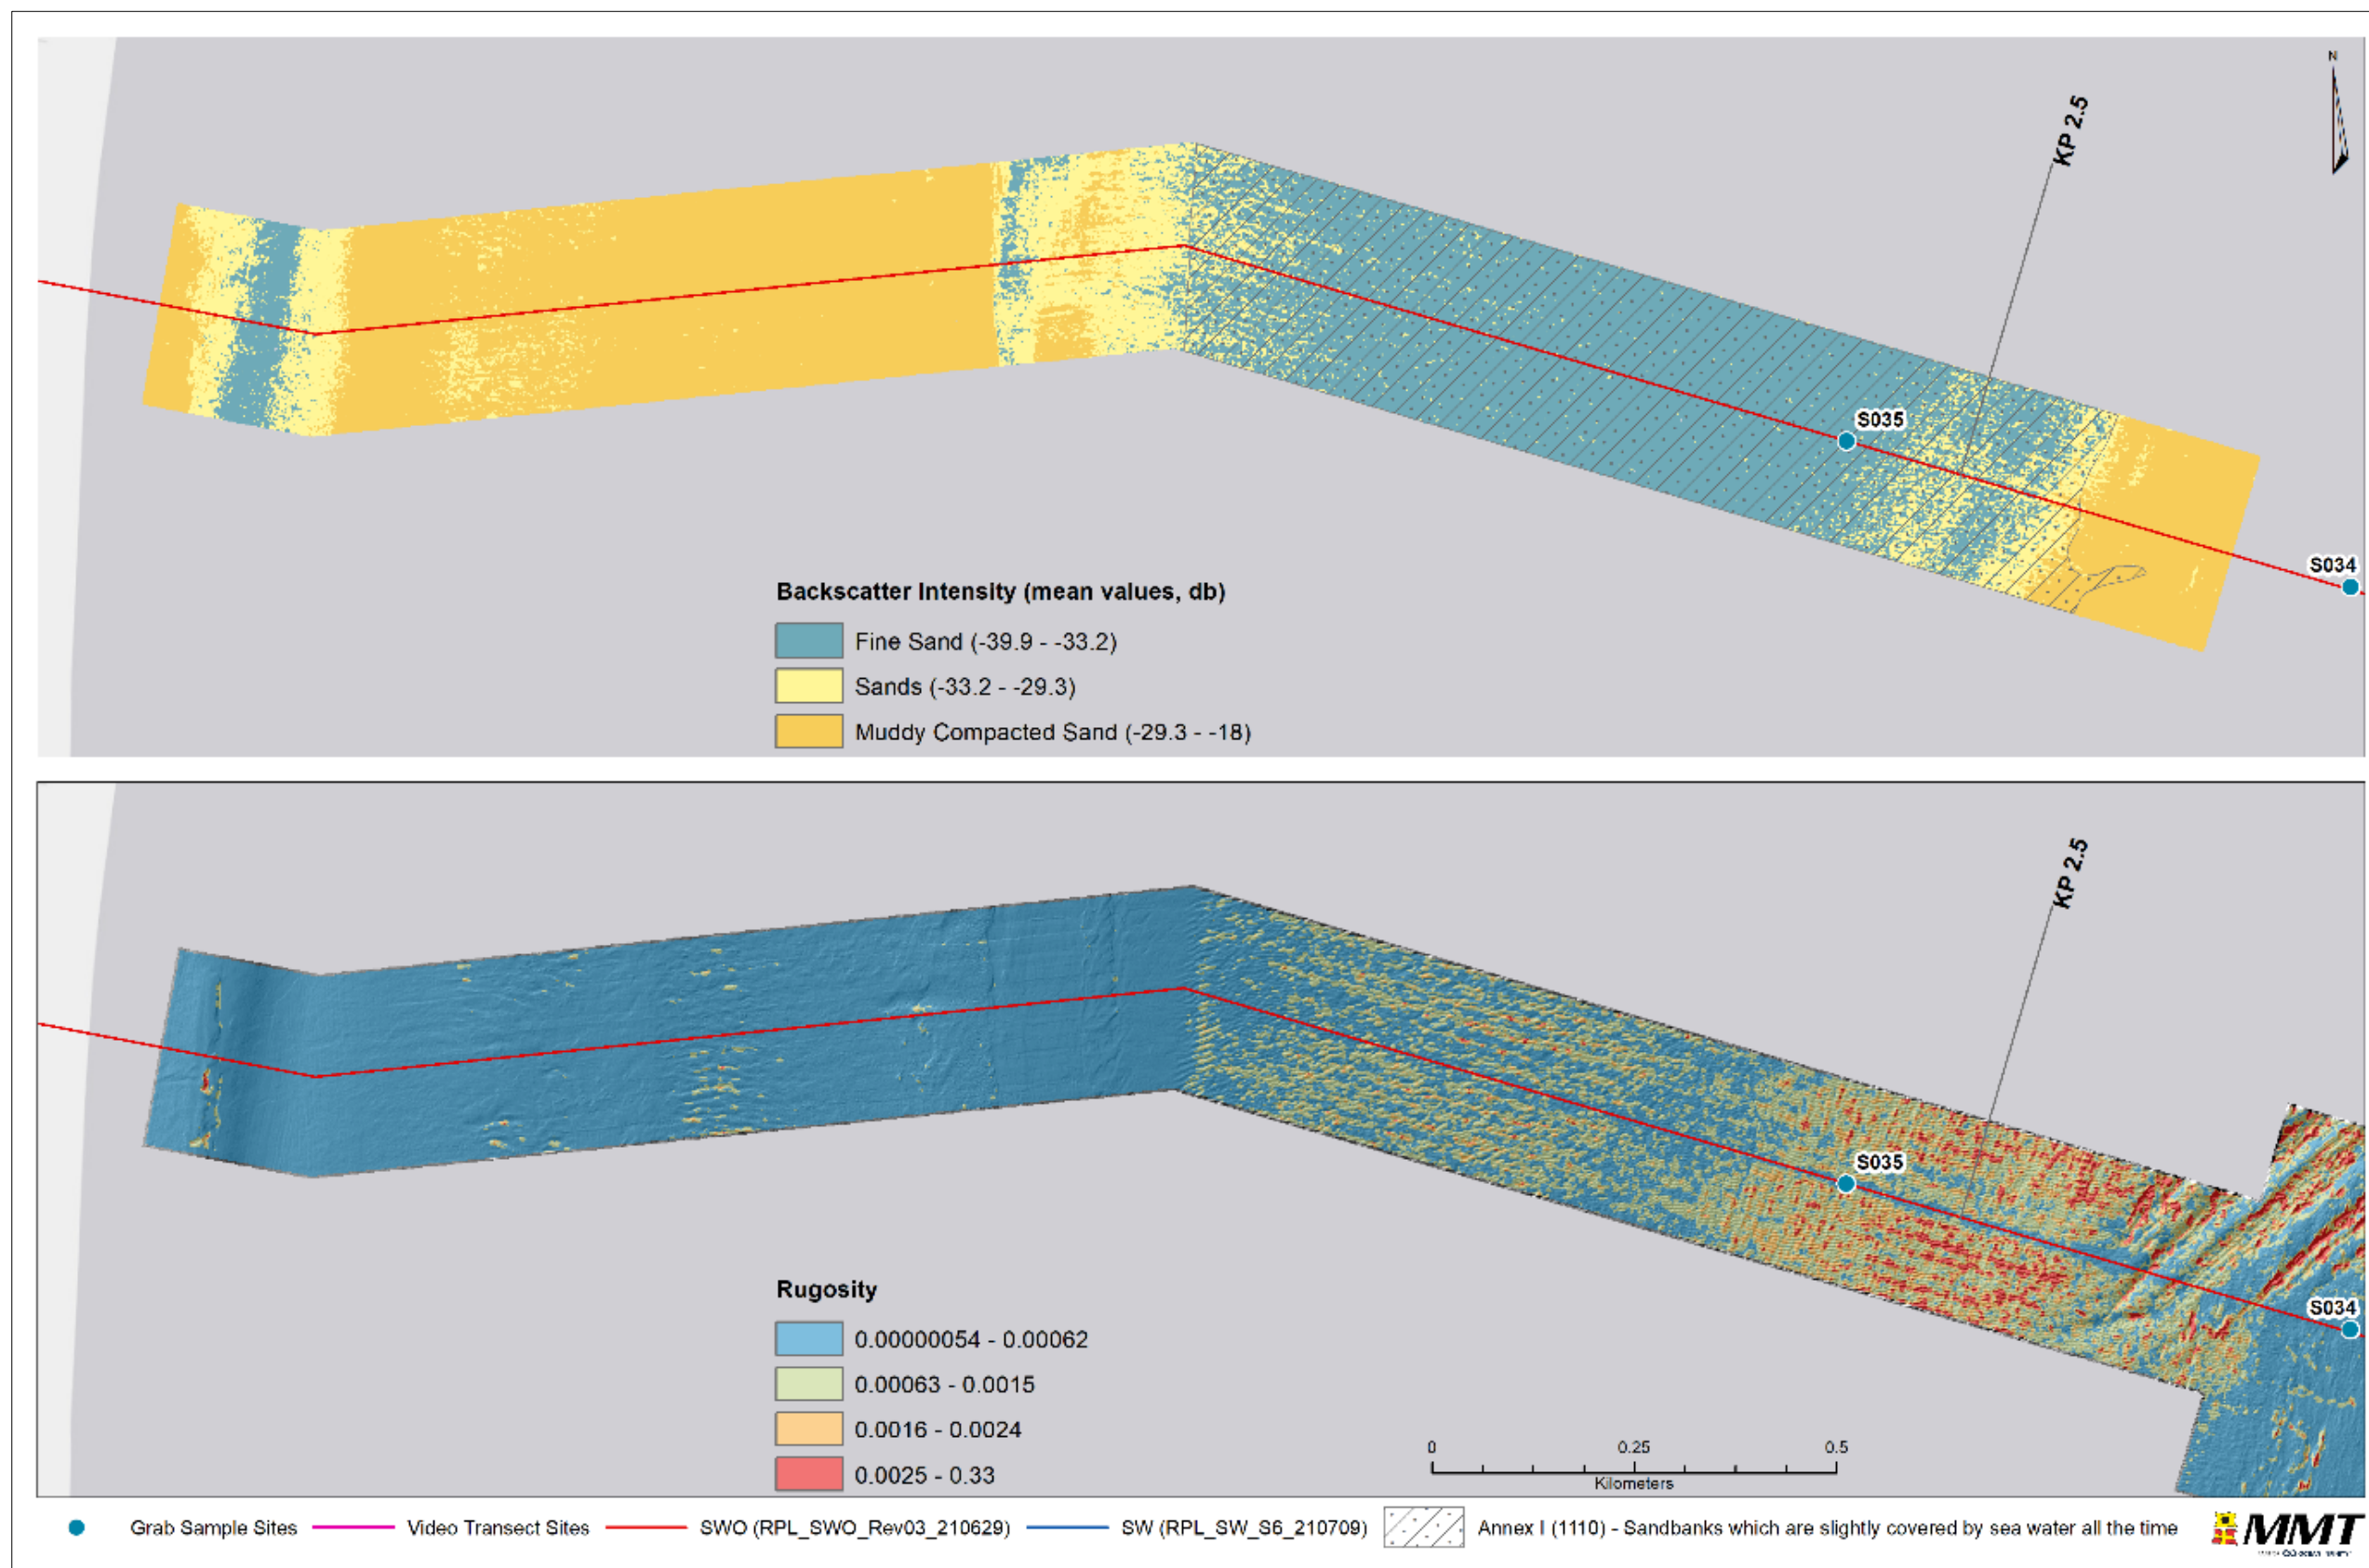 N
KP 2.5
S035
S034
Backscatter Intensity (mean values, db)
Fine Sand (-39.9 - -33.2)
Sands (-33.2 - -29.3)
Muddy Compacted Sand (-29.3 - -18)
KP 2.5
S035
S034
Rugosity
0.00000054 - 0.00062
0.00063 - 0.0015
0.0016 - 0.0024
0.0025 - 0.33
0 0.25 0.5
Kilometers
Grab Sample Sites Video Transect Sites SWO (RPL_SWO_Rev03_210629) SW (RPL_SW_S6_210709) Annex I (1110) - Sandbanks which are slightly covered by sea water all the time
MMT